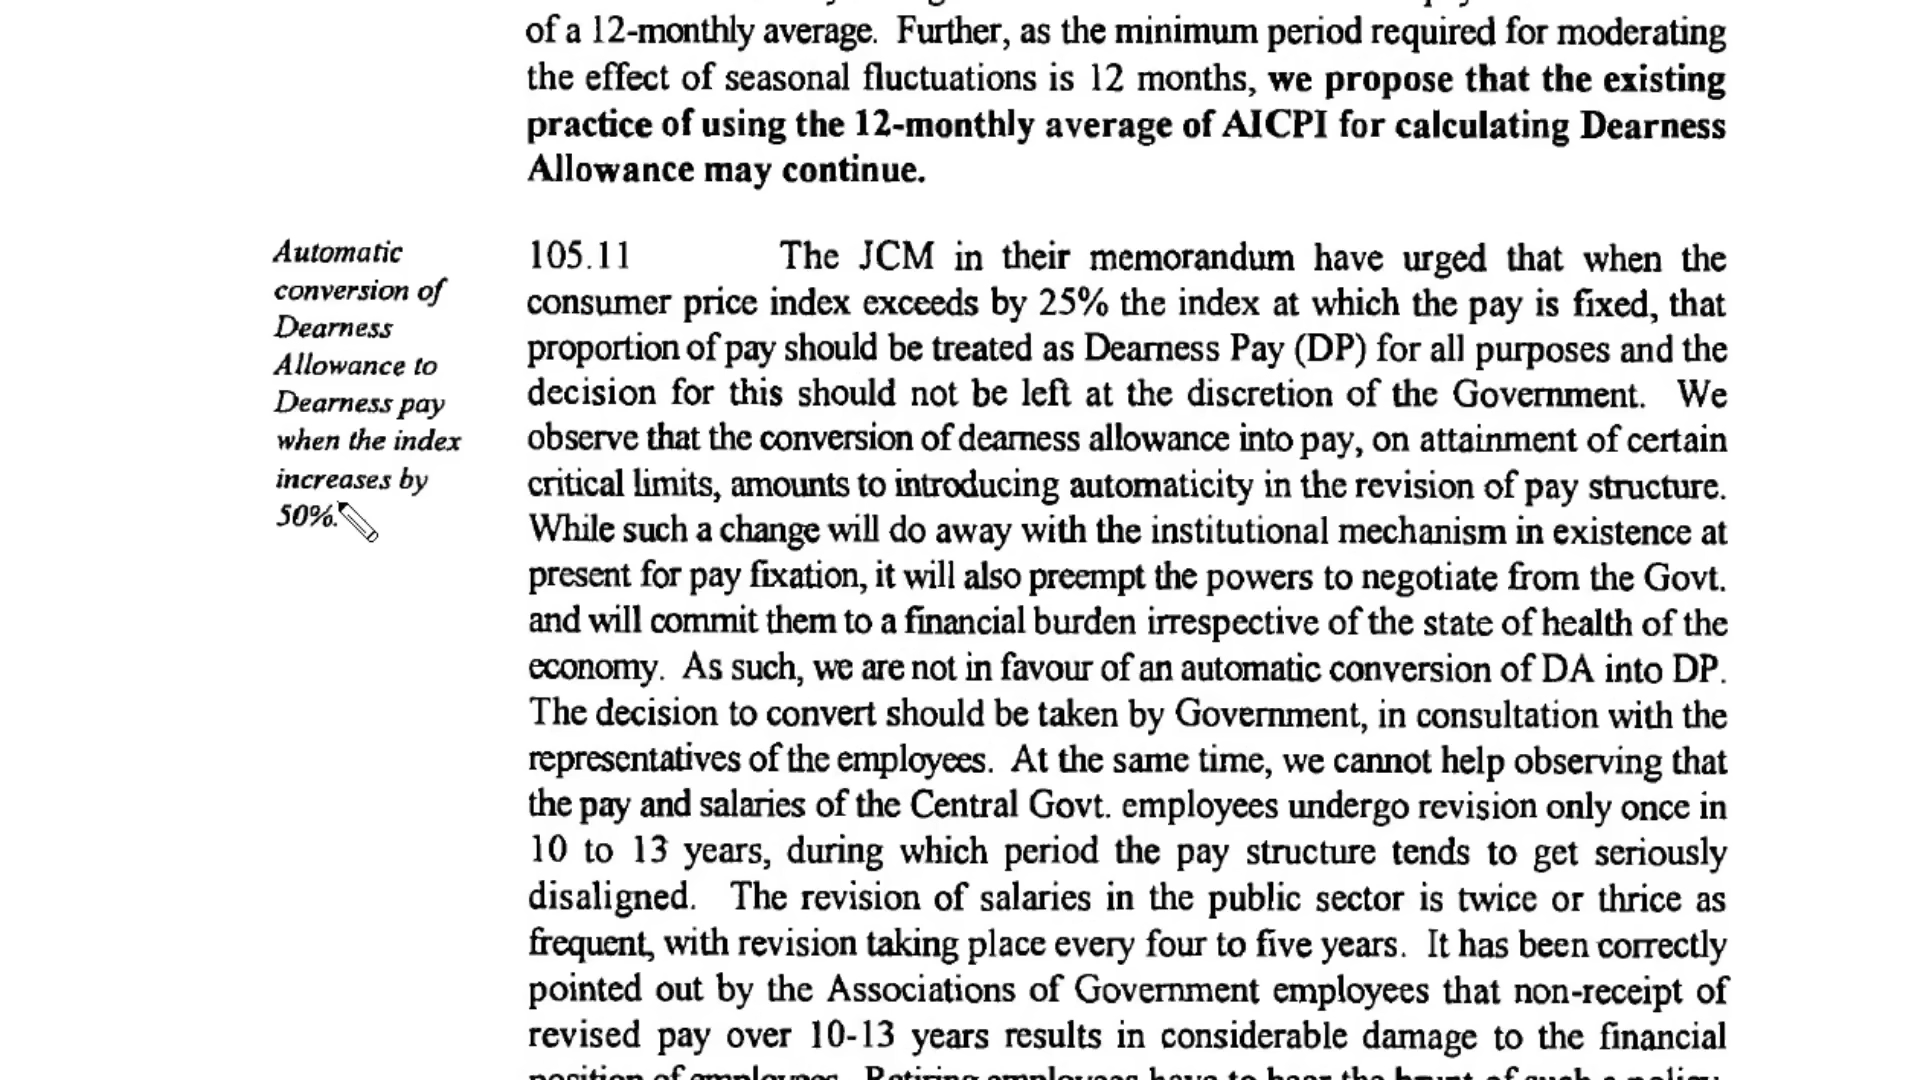 of a 12-monthly average. Further, as the minimum period required for moderating
the effect of seasonal fluctuations is 12 months, we propose that the existing
practice of using the 12-monthly average of AICPI for calculating Dearness
Allowance may continue.
Automatic
conversion of
Dearness
Allowance to
Dearness pay
when the index
increases by
50%.
105.11 The JCM in their memorandum have urged that when the
consumer price index exceeds by 25% the index at which the pay is fixed, that
proportion of pay should be treated as Dearness Pay (DP) for all purposes and the
decision for this should not be left at the discretion of the Government. We
observe that the conversion of dearness allowance into pay, on attainment of certain
critical limits, amounts to introducing automaticity in the revision of pay structure.
While such a change will do away with the institutional mechanism in existence at
present for pay fixation, it will also preempt the powers to negotiate from the Govt.
and will commit them to a financial burden irrespective of the state of health of the
economy. As such, we are not in favour of an automatic conversion of DA into DP.
The decision to convert should be taken by Government, in consultation with the
representatives of the employees. At the same time, we cannot help observing that
the pay and salaries of the Central Govt. employees undergo revision only once in
10 to 13 years, during which period the pay structure tends to get seriously
disaligned. The revision of salaries in the public sector is twice or thrice as
frequent, with revision taking place every four to five years. It has been correctly
pointed out by the Associations of Government employees that non-receipt of
revised pay over 10-13 years results in considerable damage to the financial
position of employees. Retiring employees have to bear the brunt of such a policy,